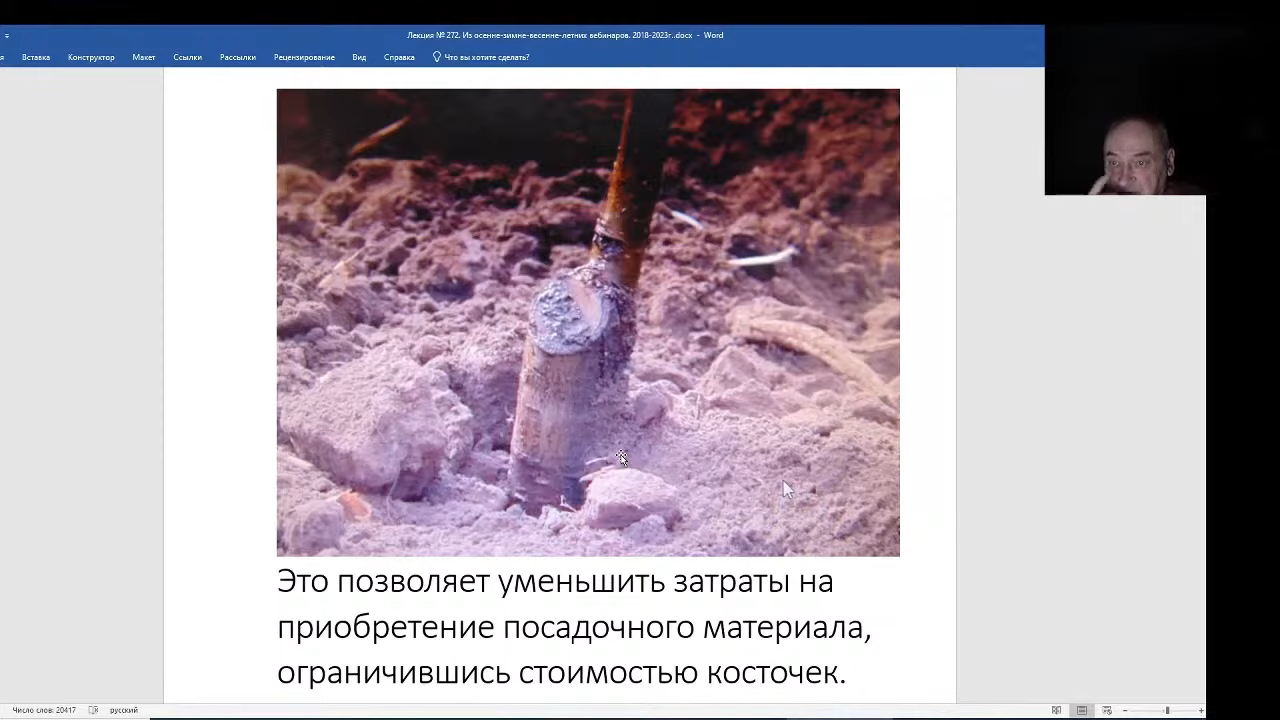 Лекция № 272. Из осенне-зимне-весенне-летних вебинаров. 2018-2023г..docx - Word
Вставка Конструктор Макет Ссылки Рассылки Рецензирование Вид Справка Что вы хотите сделать?
Это позволяет уменьшить затраты на
приобретение посадочного материала,
ограничившись стоимостью косточек.
Число слов: 20417 русский